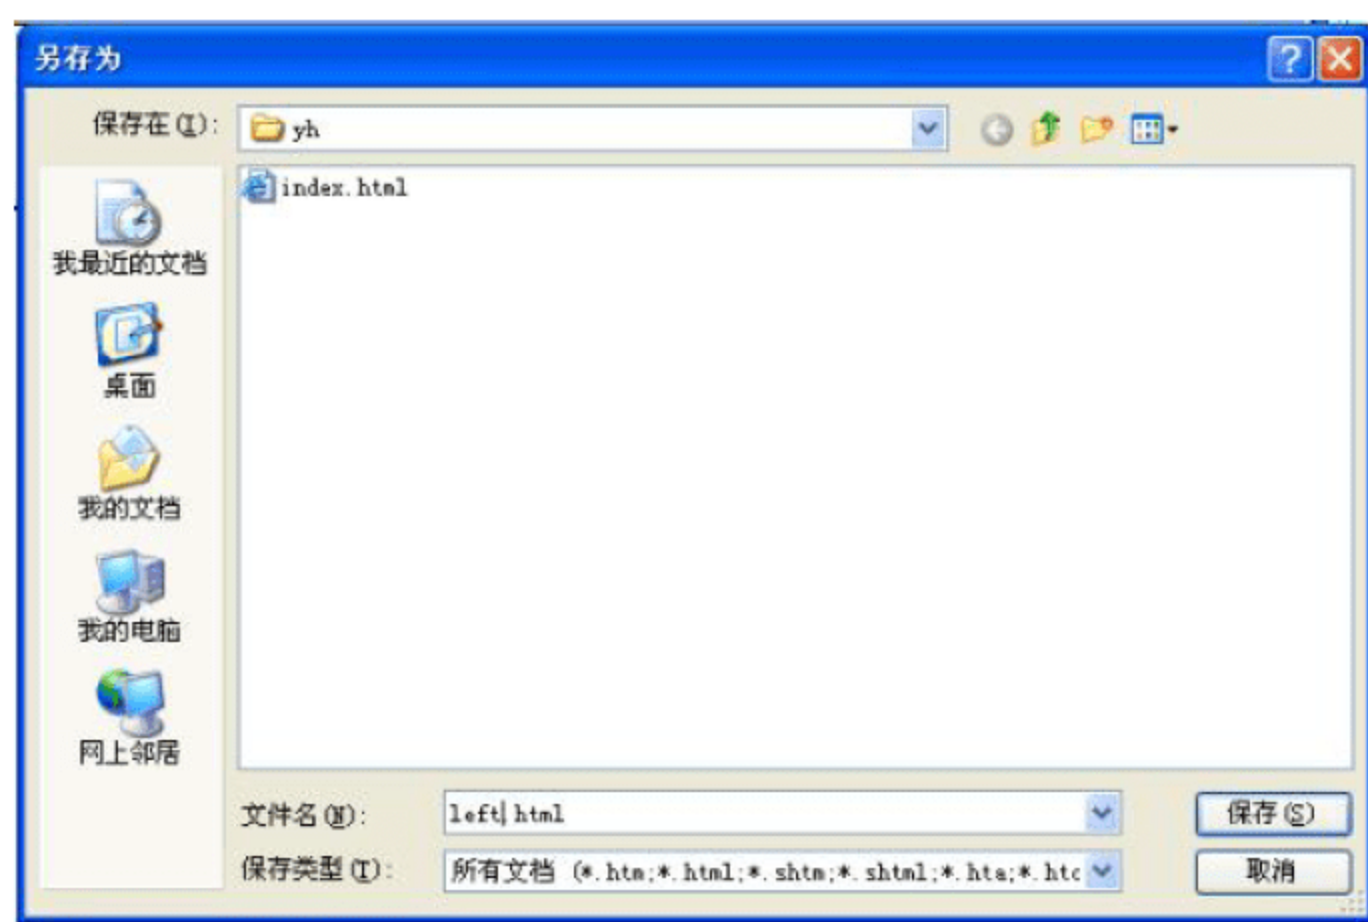 另存为
保存在(I):
yh
index.html
我最近的文档
桌面
我的文档
我的电脑
网上邻居
文件名(N):
left.html
保存(S)
保存类型(T):
所有文档 (*.htm;*.html;*.shtm;*.shtml;*.hta;*.htc
取消